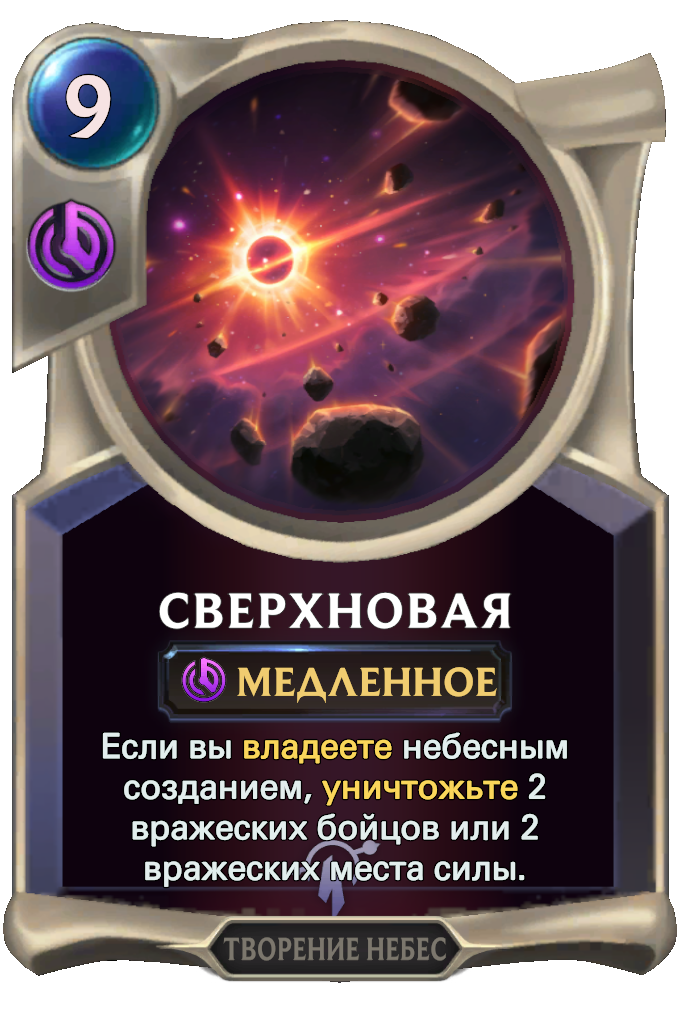 9
СВЕРХНОВАЯ
МЕДЛЕННОЕ
Если вы владеете небесным
созданием, уничтожьте 2
вражеских бойцов или 2
вражеских места силы.
ТВОРЕНИЕ НЕБЕС